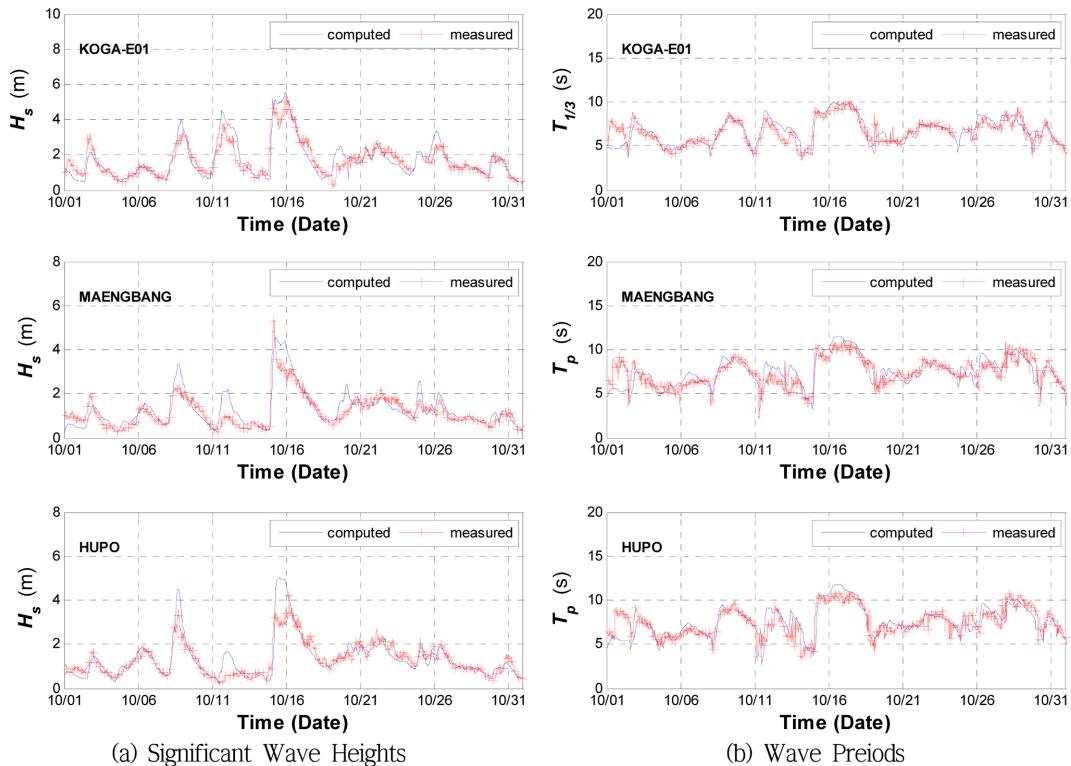 10
8
6
4
2
0
H_s (m)
KOGA-E01
computed measured
10/01 10/06 10/11 10/16 10/21 10/26 10/31
Time (Date)
20
15
10
5
0
T_{1/3} (s)
KOGA-E01
computed measured
10/01 10/06 10/11 10/16 10/21 10/26 10/31
Time (Date)
8
6
4
2
0
H_s (m)
MAENGBANG
computed measured
10/01 10/06 10/11 10/16 10/21 10/26 10/31
Time (Date)
20
15
10
5
0
T_p (s)
MAENGBANG
computed measured
10/01 10/06 10/11 10/16 10/21 10/26 10/31
Time (Date)
8
6
4
2
0
H_s (m)
HUPO
computed measured
10/01 10/06 10/11 10/16 10/21 10/26 10/31
Time (Date)
20
15
10
5
0
T_p (s)
HUPO
computed measured
10/01 10/06 10/11 10/16 10/21 10/26 10/31
Time (Date)
(a) Significant Wave Heights
(b) Wave Preiods